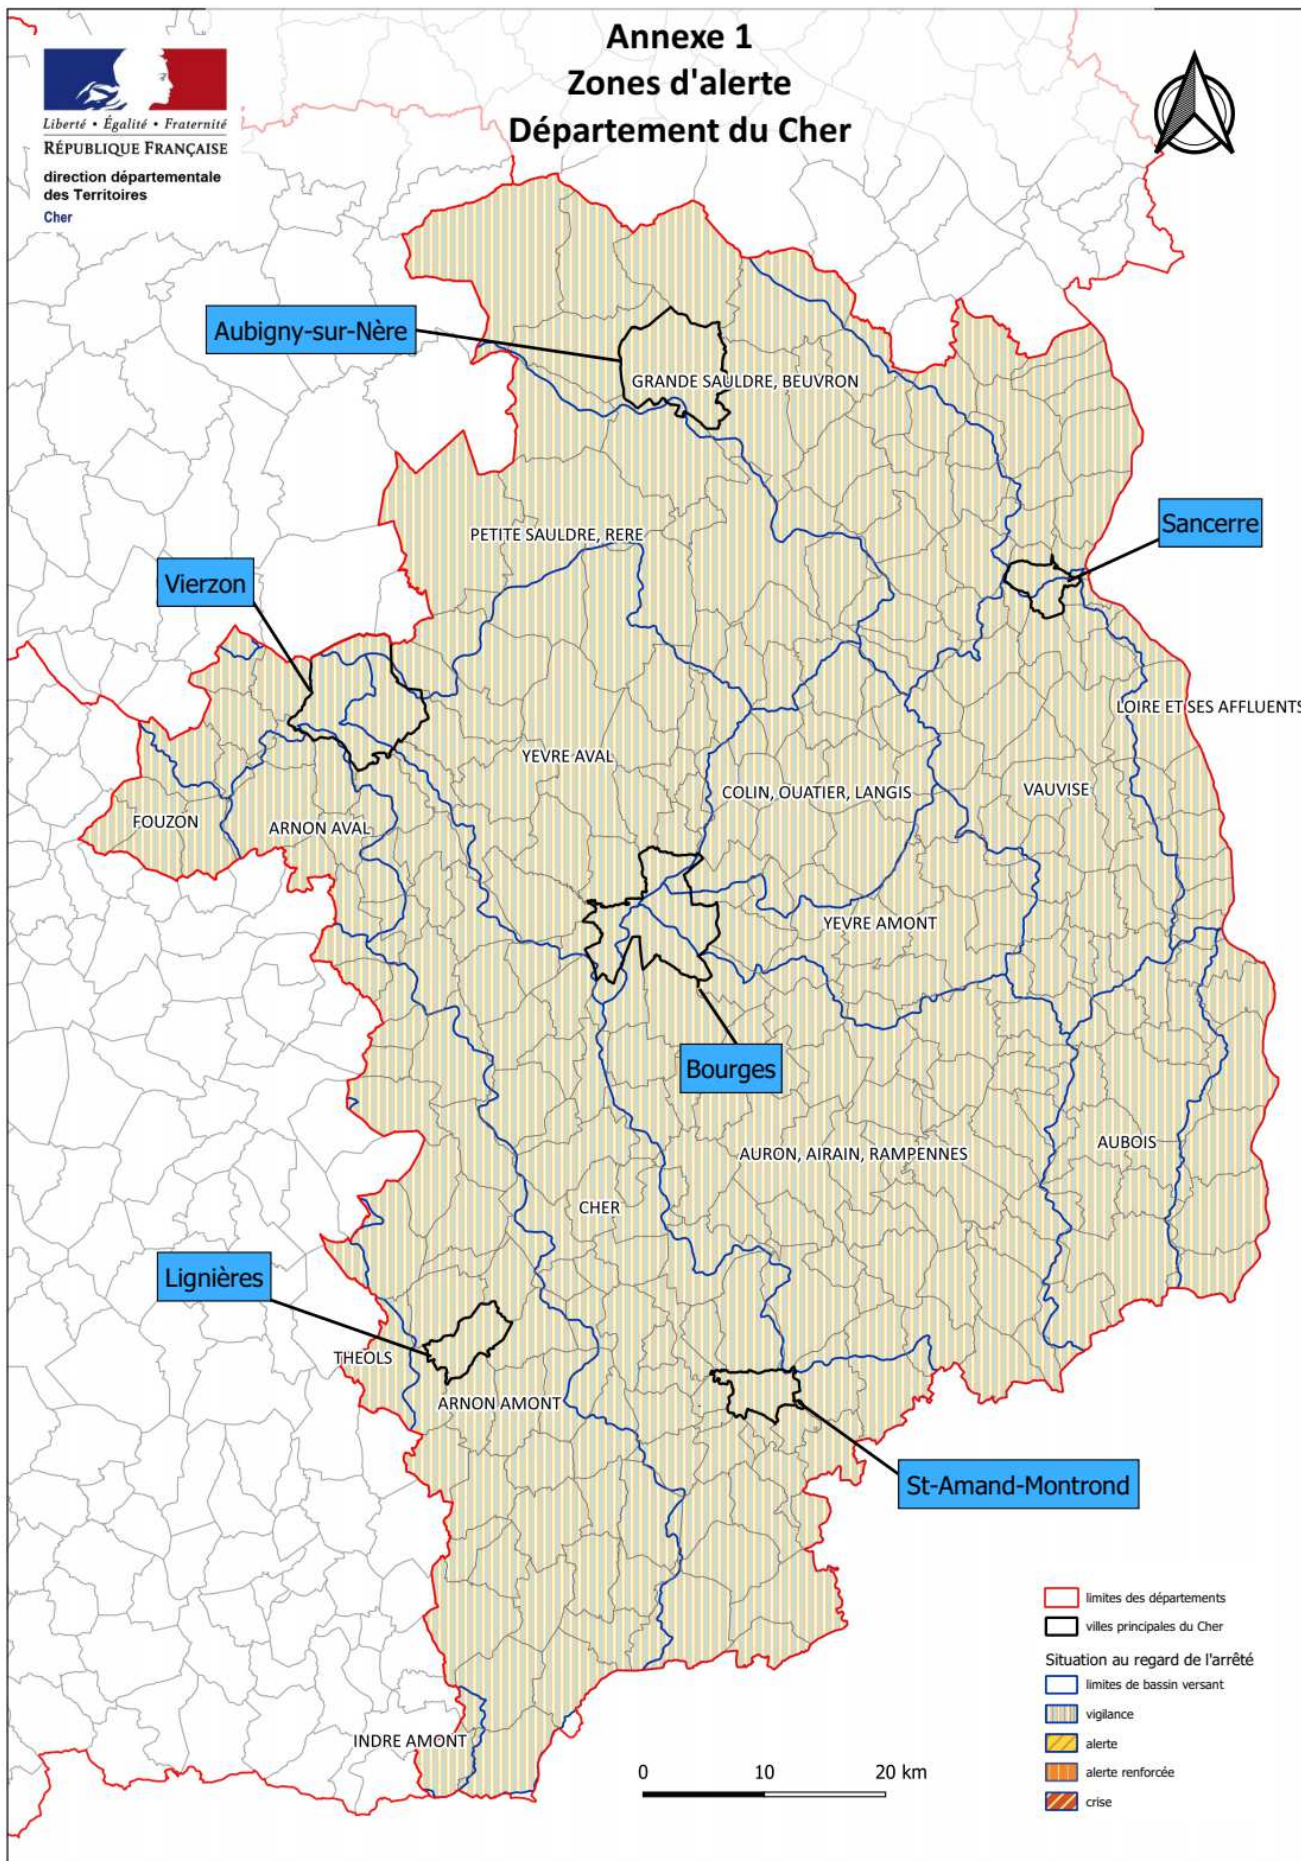 Annexe 1
Zones d'alerte
Département du Cher
Liberté • Égalité • Fraternité
RÉPUBLIQUE FRANÇAISE
direction départementale
des Territoires
Cher
Aubigny-sur-Nère
GRANDE SAULDRE, BEUVRON
Sancerre
PETITE SAULDRE, RERE
Vierzon
LOIRE ET SES AFFLUENTS
YEVRE AVAL
COLIN, OUATIER, LANGIS
VAUVISE
FOUZON
ARNON AVAL
YEVRE AMONT
Bourges
AUBOIS
AURON, AIRAIN, RAMPENNES
CHER
Lignières
THEOLS
ARNON AMONT
St-Amand-Montrond
INDRE AMONT
0 10 20 km
limites des départements
villes principales du Cher
Situation au regard de l'arrêté
limites de bassin versant
vigilance
alerte
alerte renforcée
crise